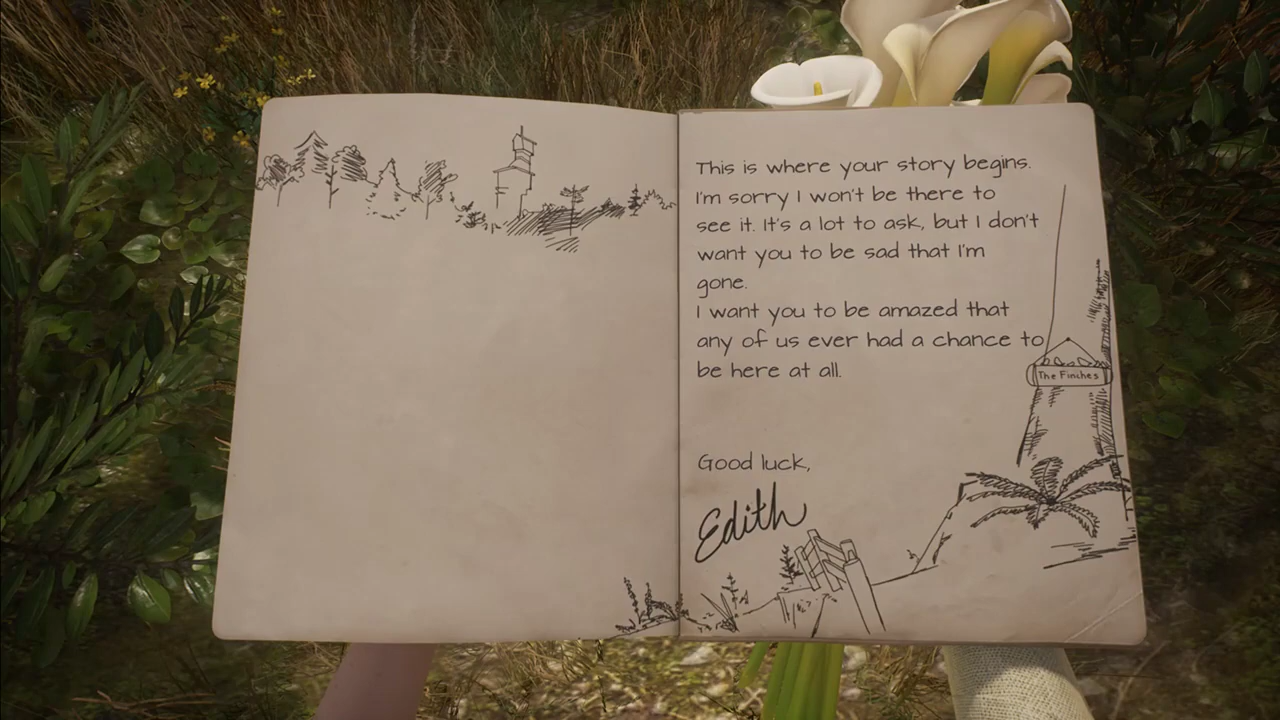 This is where your story begins.
I'm sorry I won't be there to
see it. It's a lot to ask, but I don't
want you to be sad that I'm
gone.
I want you to be amazed that
any of us ever had a chance to
be here at all.
The Finches
Good luck,
Edith